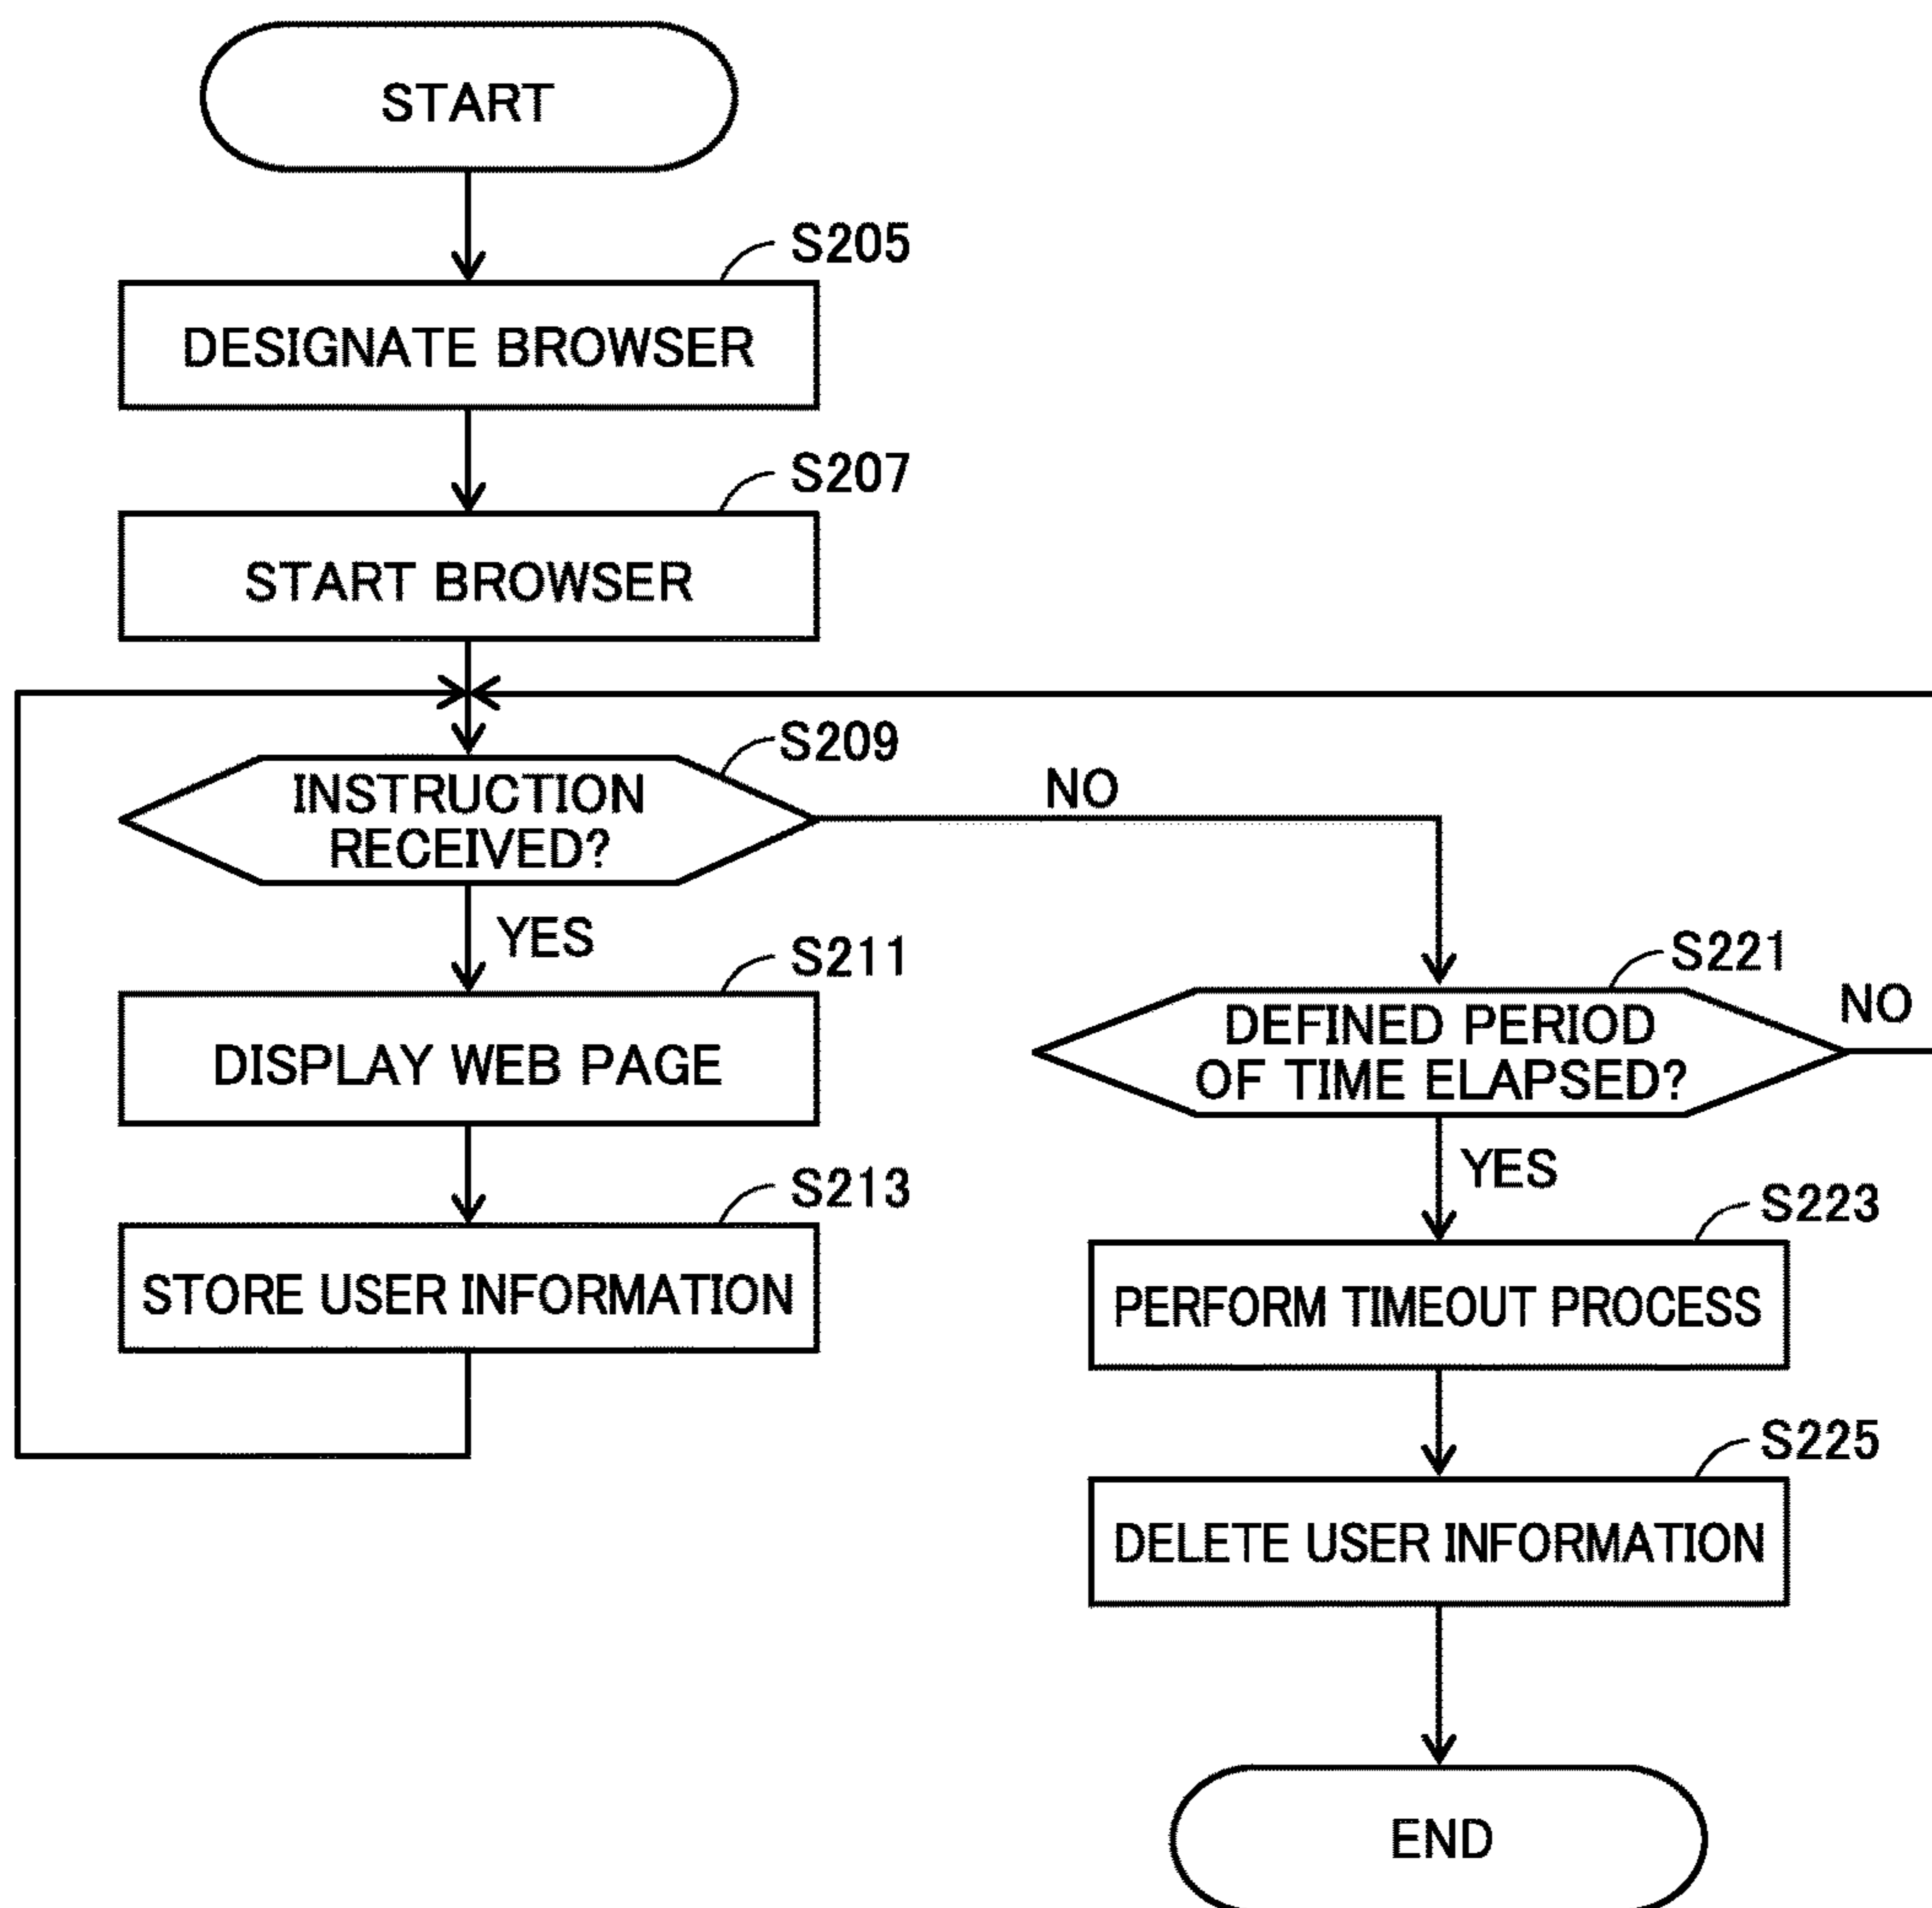 START
S205
DESIGNATE BROWSER
S207
START BROWSER
S209
INSTRUCTION
RECEIVED?
NO
YES
S211
DISPLAY WEB PAGE
S213
STORE USER INFORMATION
S221
DEFINED PERIOD
OF TIME ELAPSED?
NO
YES
S223
PERFORM TIMEOUT PROCESS
S225
DELETE USER INFORMATION
END